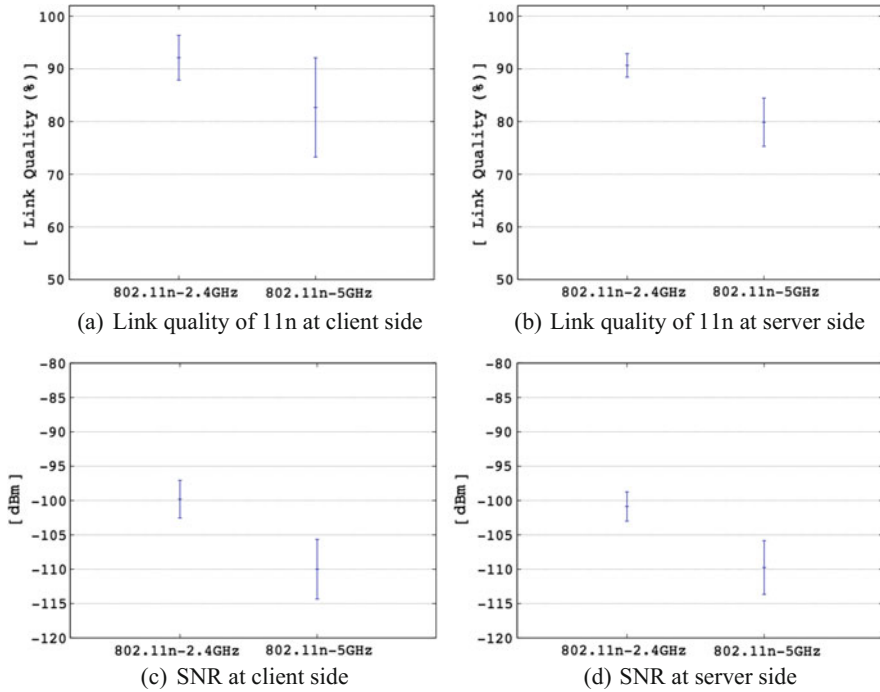 [ Link Quality (%) ]
100
90
80
70
60
50
802.11n-2.4GHz 802.11n-5GHz
(a) Link quality of 11n at client side
[ Link Quality (%) ]
100
90
80
70
60
50
802.11n-2.4GHz 802.11n-5GHz
(b) Link quality of 11n at server side
[ dBm ]
-80
-85
-90
-95
-100
-105
-110
-115
-120
802.11n-2.4GHz 802.11n-5GHz
(c) SNR at client side
[ dBm ]
-80
-85
-90
-95
-100
-105
-110
-115
-120
802.11n-2.4GHz 802.11n-5GHz
(d) SNR at server side